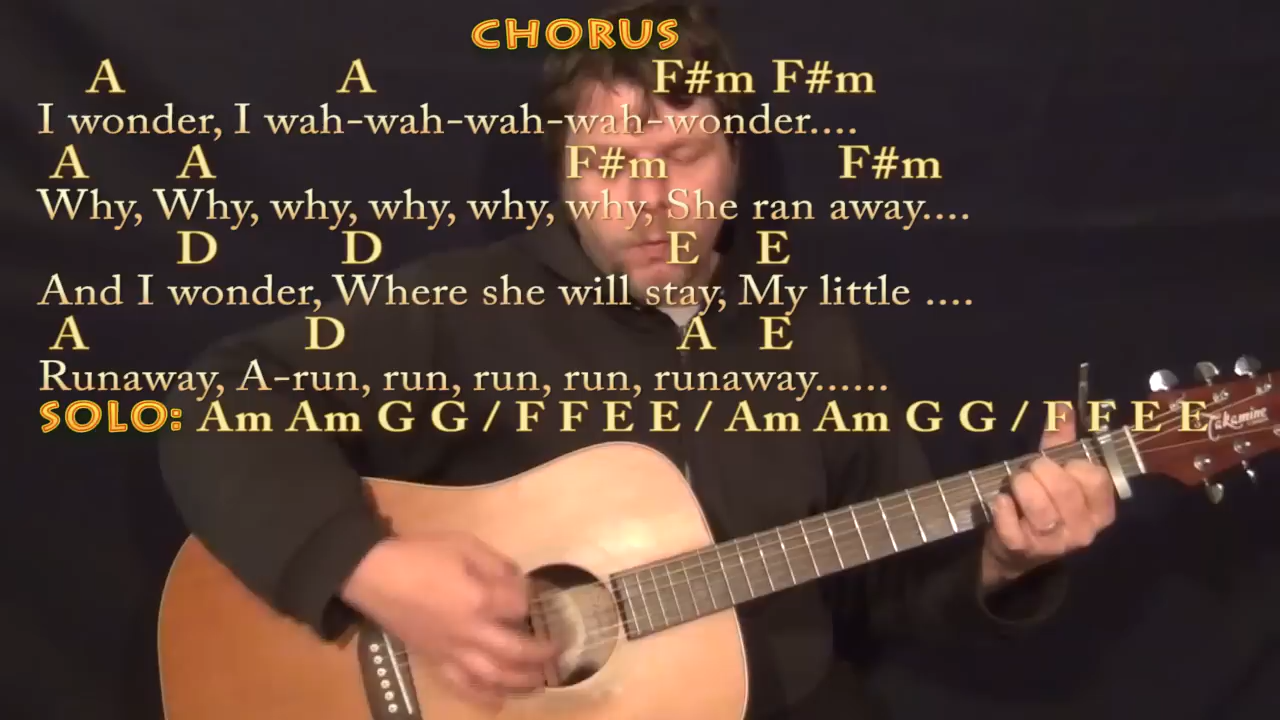 CHORUS
A A F#m F#m
I wonder, I wah-wah-wah-wah-wonder....
A A F#m F#m
Why, Why, why, why, why, why, She ran away....
D D E E
And I wonder, Where she will stay, My little ....
A D A E
Runaway, A-run, run, run, run, runaway......
SOLO: Am Am G G / F F E E / Am Am G G / F F E E
Takamine